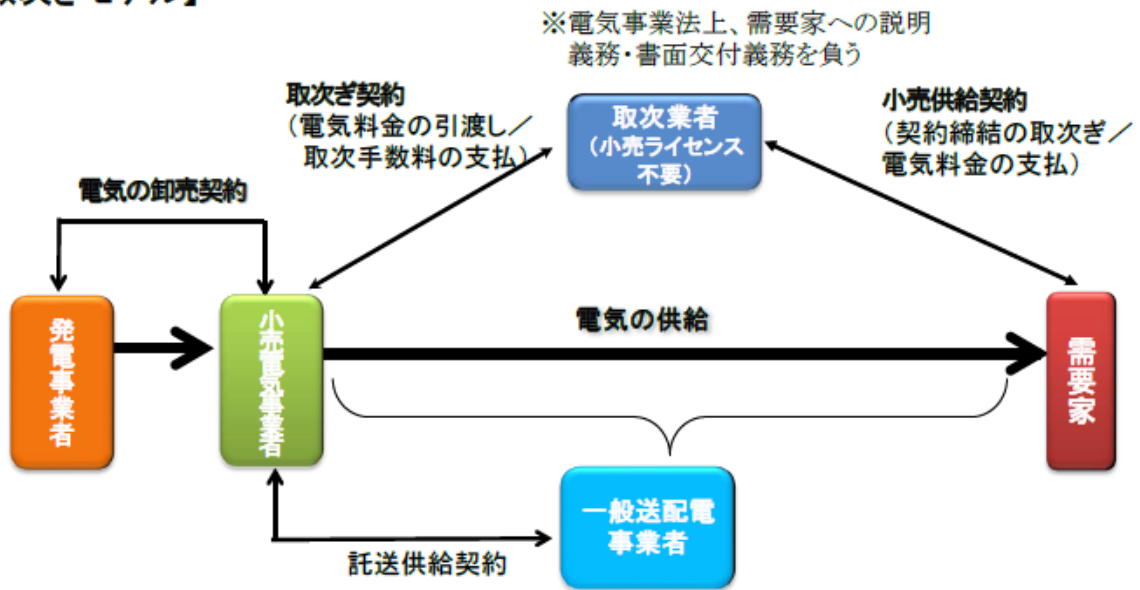 取次ぎモデル】
※電気事業法上、需要家への説明
義務・書面交付義務を負う
取次ぎ契約
（電気料金の引渡し／
取次手数料の支払）
取次業者
（小売ライセンス
不要）
小売供給契約
（契約締結の取次ぎ／
電気料金の支払）
電気の卸売契約
発電事業者
小売電気事業者
電気の供給
需要家
一般送配電
事業者
託送供給契約